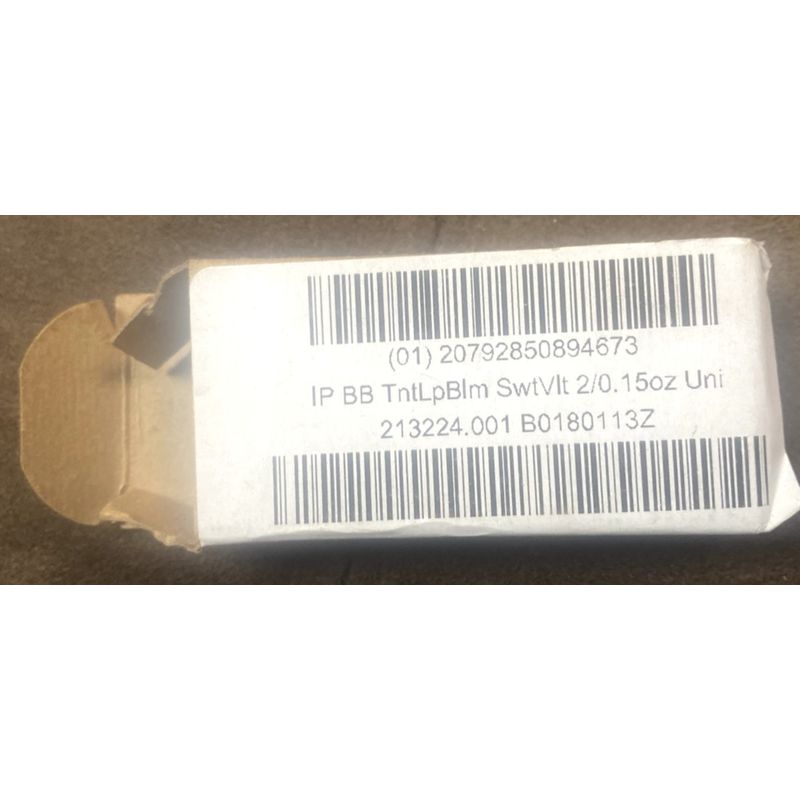 (01) 20792850894673
IP BB TntLpBlm SwtVlt 2/0.15oz Uni
213224.001 B0180113Z